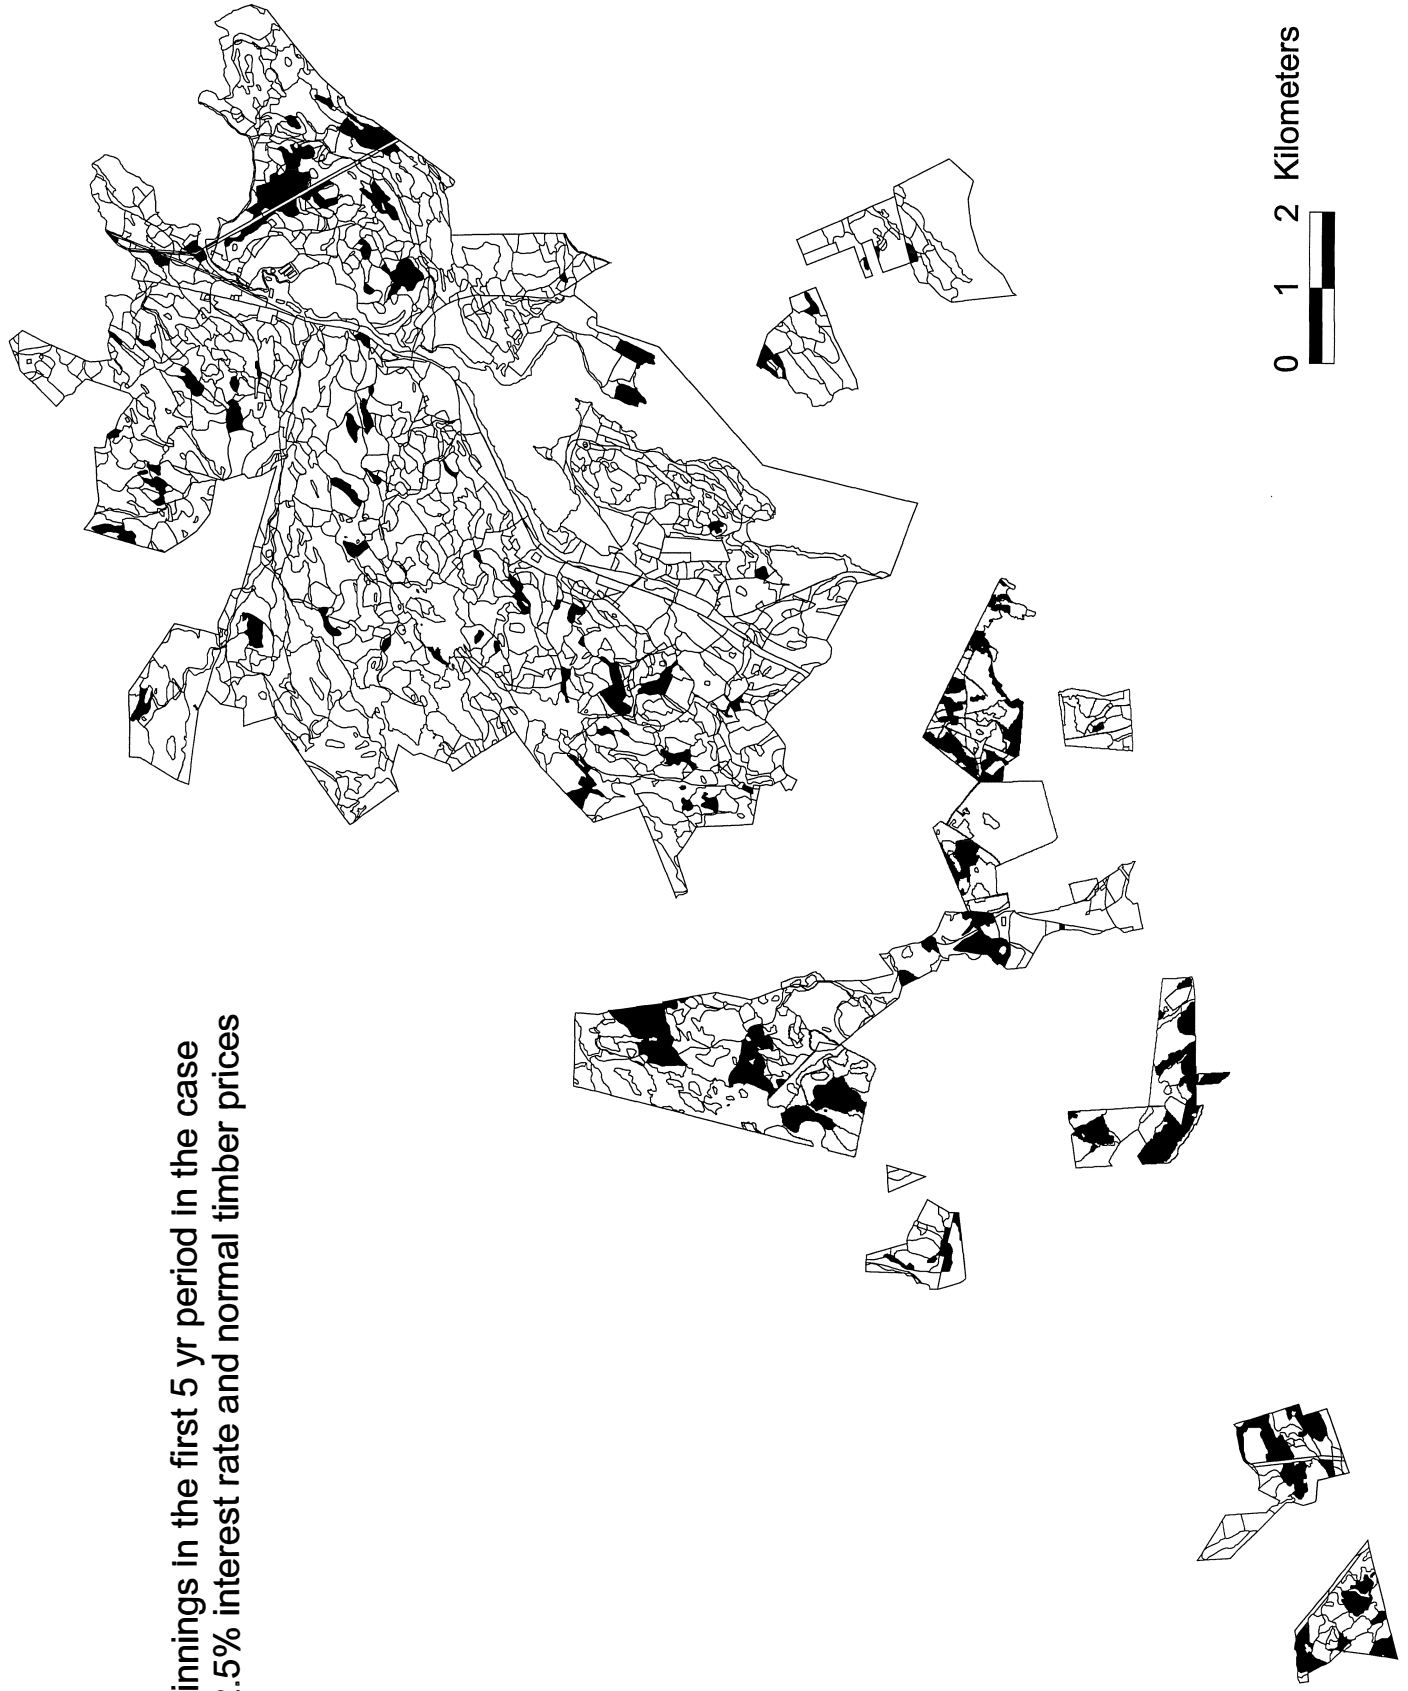 innings in the first 5 yr period in the case
.5% interest rate and normal timber prices
0 1 2 Kilometers